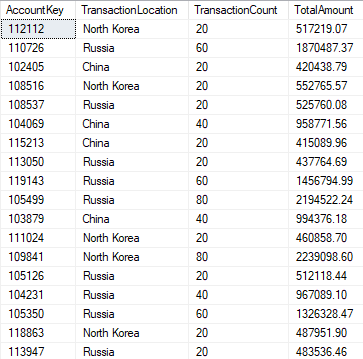 AccountKey TransactionLocation TransactionCount TotalAmount
112112 North Korea 20 517219.07
110726 Russia 60 1870487.37
102405 China 20 420438.79
108516 North Korea 20 552765.57
108537 Russia 20 525760.08
104069 China 40 958771.56
115213 China 20 415089.96
113050 Russia 20 437764.69
119143 Russia 60 1456794.99
105499 Russia 80 2194522.24
103879 China 40 994376.18
111024 North Korea 20 460858.70
109841 North Korea 80 2239098.60
105126 Russia 20 512118.44
104231 Russia 40 967089.10
105350 Russia 60 1326328.47
118863 North Korea 20 487951.90
113947 Russia 20 483536.46